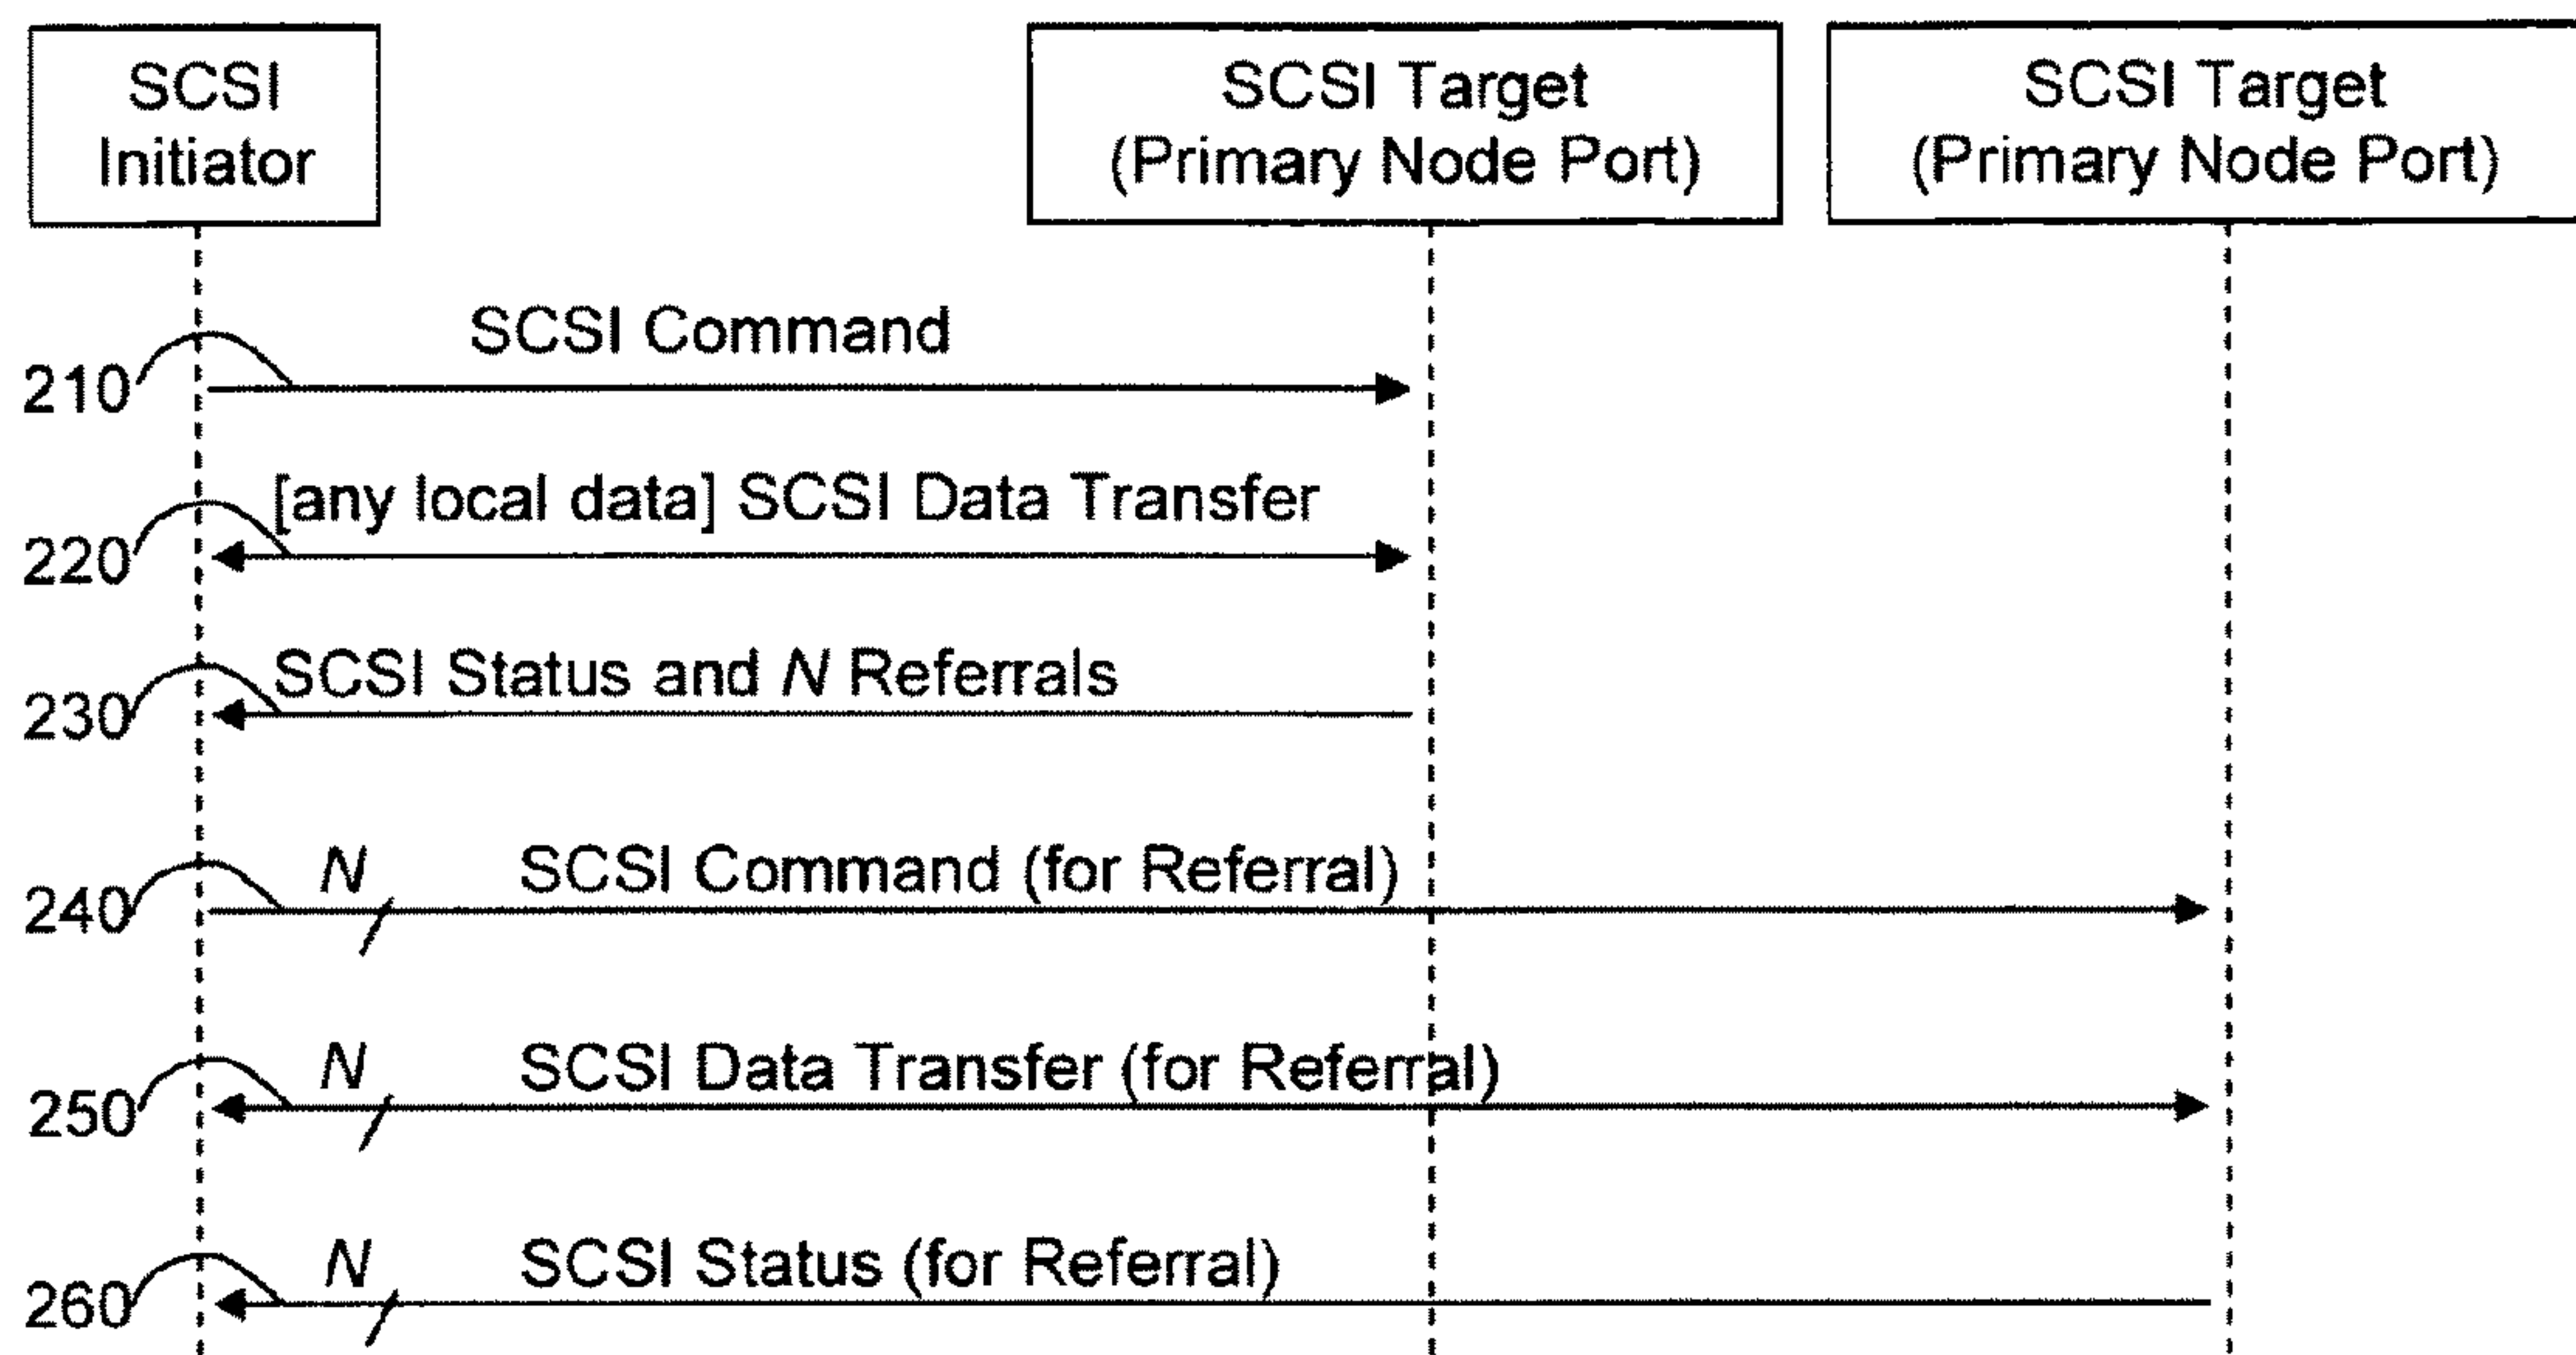 SCSI
Initiator
SCSI Target
(Primary Node Port)
SCSI Target
(Primary Node Port)
SCSI Command
210
[any local data] SCSI Data Transfer
220
SCSI Status and N Referrals
230
N SCSI Command (for Referral)
240
N SCSI Data Transfer (for Referral)
250
N SCSI Status (for Referral)
260